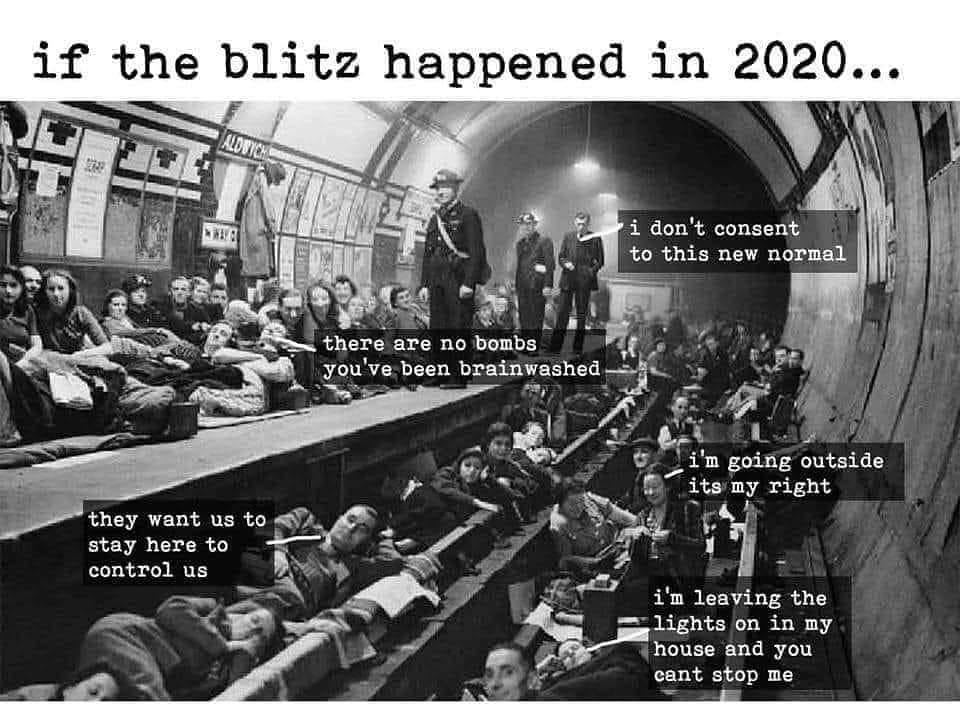 if the blitz happened in 2020...
ALDWYCH
WAY O
i don't consent
to this new normal
there are no bombs
you've been brainwashed
i'm going outside
its my right
they want us to
stay here to
control us
i'm leaving the
lights on in my
house and you
cant stop me